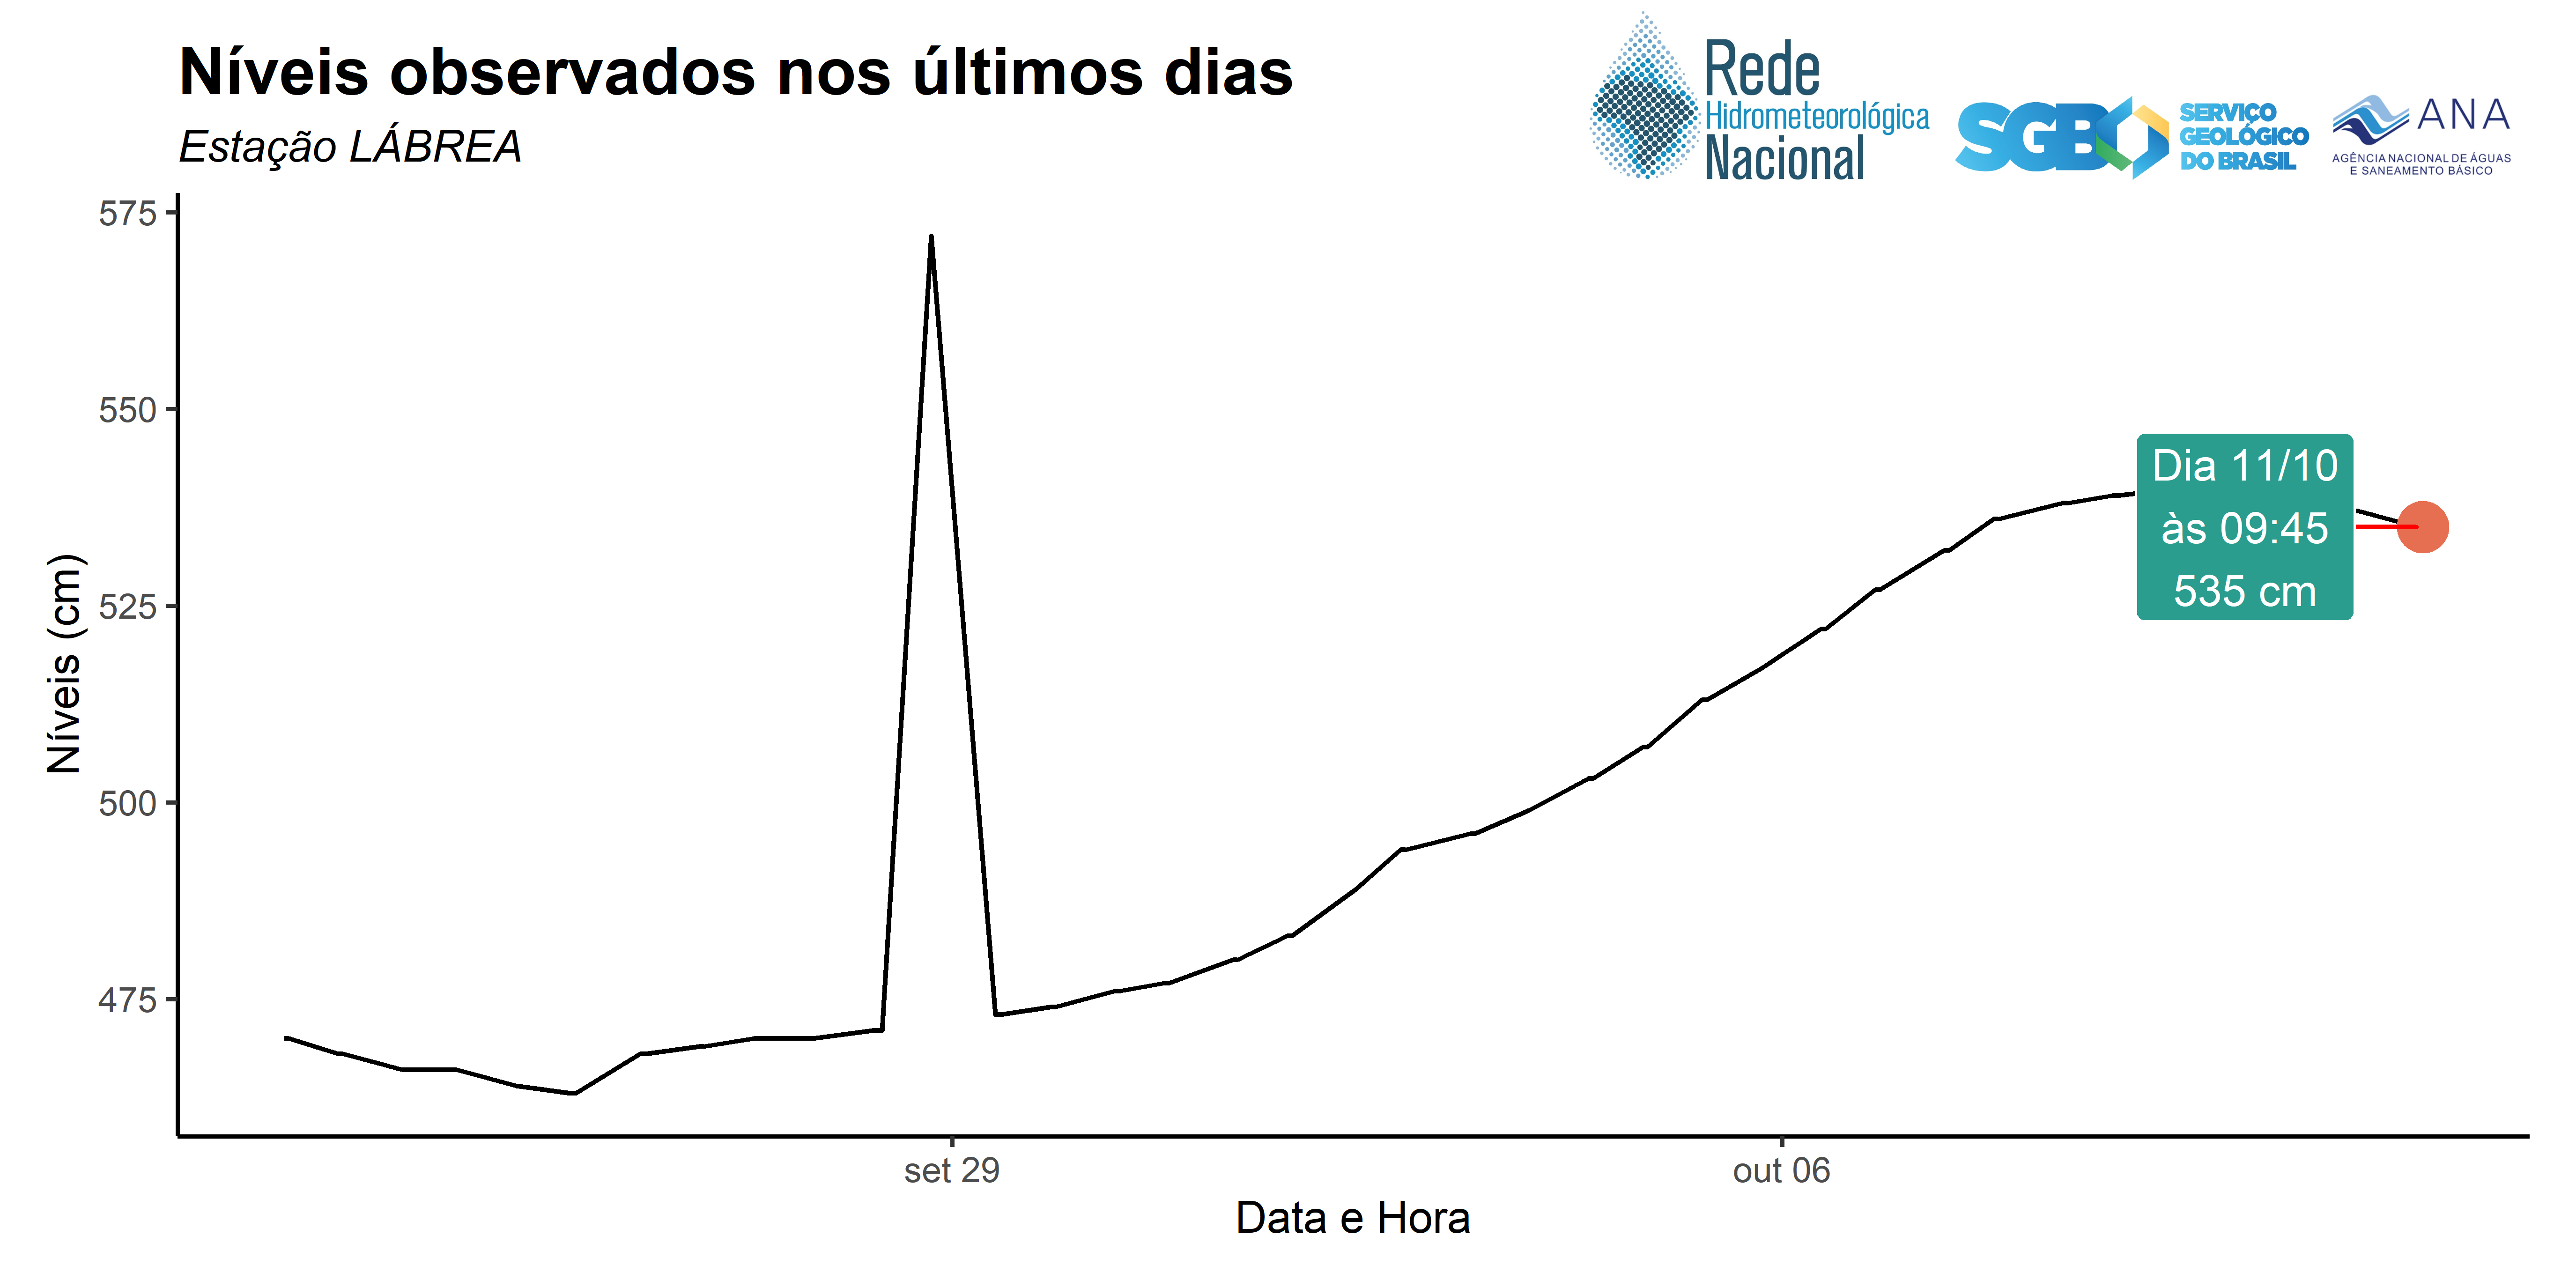 Níveis observados nos últimos dias
Estação LÁBREA
Rede
Hidrometeorológica
Nacional
SGB
SERVIÇO
GEOLÓGICO
DO BRASIL
ANA
AGÊNCIA NACIONAL DE ÁGUAS
E SANEAMENTO BÁSICO
Níveis (cm)
575
550
525
500
475
Dia 11/10
às 09:45
535 cm
set 29
out 06
Data e Hora